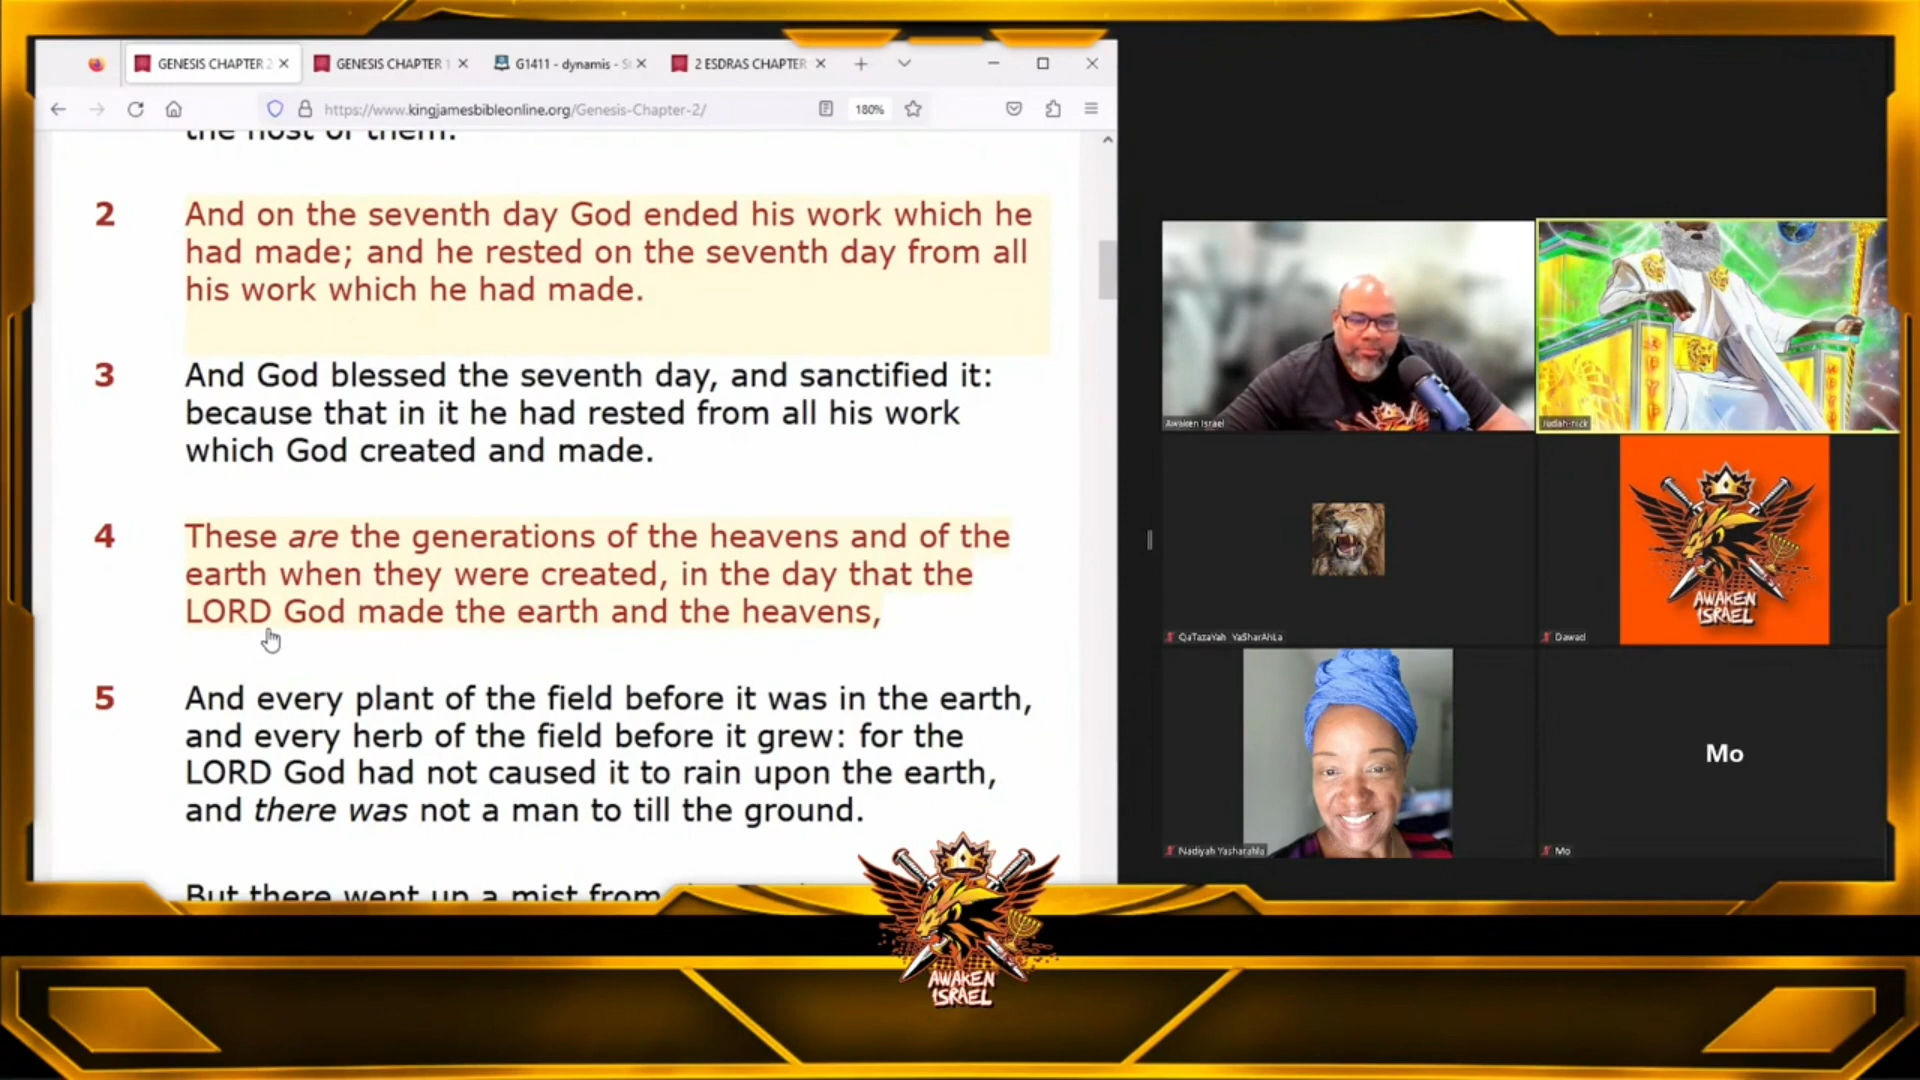 GENESIS CHAPTER 2
GENESIS CHAPTER 1
G1411 - dynamis - St
2 ESDRAS CHAPTER
https://www.kingjamesbibleonline.org/Genesis-Chapter-2/
180%
the host of them.
2 And on the seventh day God ended his work which he
had made; and he rested on the seventh day from all
his work which he had made.
3 And God blessed the seventh day, and sanctified it:
because that in it he had rested from all his work
which God created and made.
4 These are the generations of the heavens and of the
earth when they were created, in the day that the
LORD God made the earth and the heavens,
5 And every plant of the field before it was in the earth,
and every herb of the field before it grew: for the
LORD God had not caused it to rain upon the earth,
and there was not a man to till the ground.
But there went up a mist from
Awaken Israel
Judah-nick
QaTazaYah YaSharAhLa
Dawad
AWAKEN
ISRAEL
Nadiyah Yasharahla
Mo
Mo
AWAKEN
ISRAEL